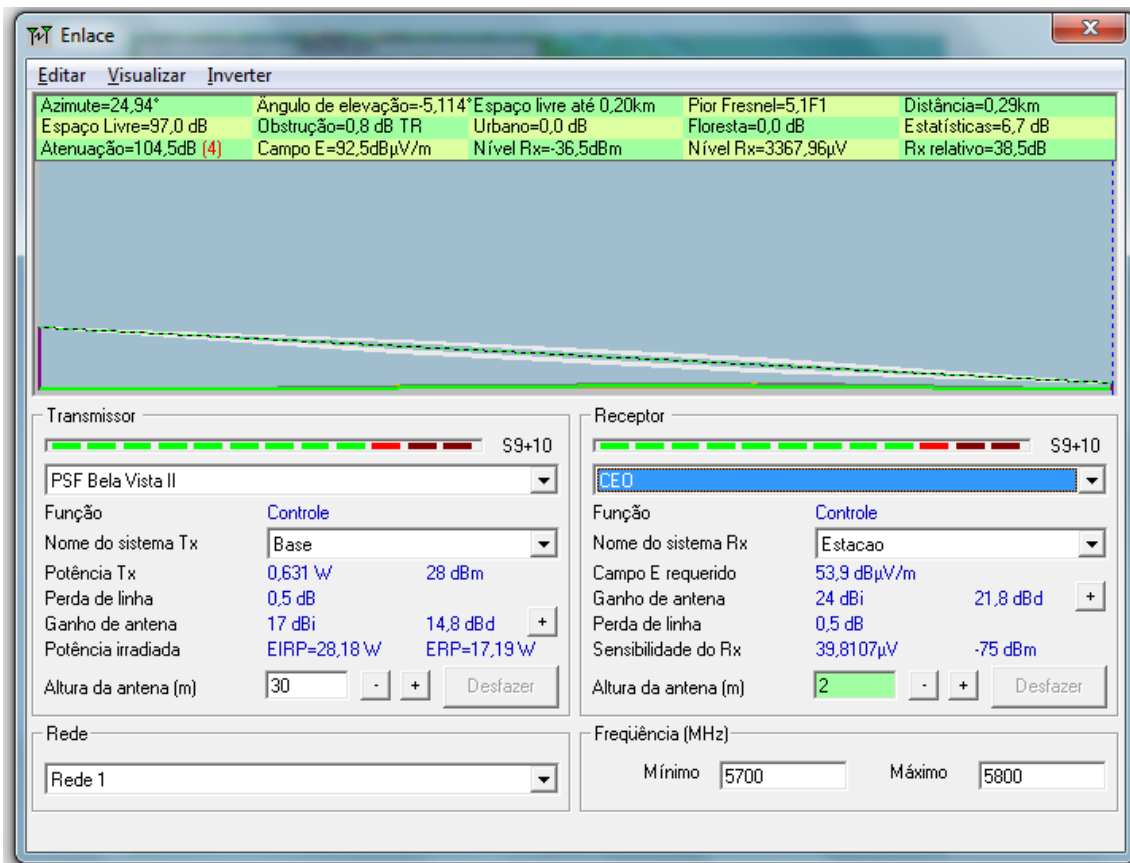 Enlace
Editar Visualizar Inverter
Azimute=24,94° Ângulo de elevação=-5,114° Espaço livre até 0,20km Pior Fresnel=5,1F1 Distância=0,29km
Espaço Livre=97,0 dB Obstrução=0,8 dB TR Urbano=0,0 dB Floresta=0,0 dB Estatísticas=6,7 dB
Atenuação=104,5dB (4) Campo E=92,5dBµV/m Nível Rx=-36,5dBm Nível Rx=3367,96µV Rx relativo=38,5dB
Transmissor
S9+10
PSF Bela Vista II
Função Controle
Nome do sistema Tx Base
Potência Tx 0,631 W 28 dBm
Perda de linha 0,5 dB
Ganho de antena 17 dBi 14,8 dBd +
Potência irradiada EIRP=28,18 W ERP=17,19 W
Altura da antena (m) 30 - + Desfazer
Receptor
S9+10
CEO
Função Controle
Nome do sistema Rx Estacao
Campo E requerido 53,9 dBµV/m
Ganho de antena 24 dBi 21,8 dBd +
Perda de linha 0,5 dB
Sensibilidade do Rx 39,8107µV -75 dBm
Altura da antena (m) 2 - + Desfazer
Rede
Rede 1
Freqüência (MHz)
Mínimo 5700 Máximo 5800